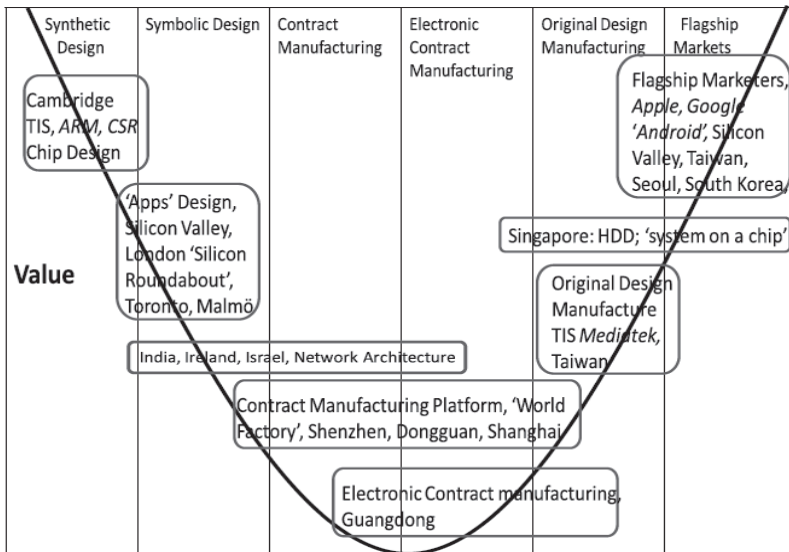 Synthetic
Design
Symbolic Design
Contract
Manufacturing
Electronic
Contract
Manufacturing
Original Design
Manufacturing
Flagship
Markets
Cambridge
TIS, ARM, CSR
Chip Design
Flagship Marketers,
Apple, Google
‘Android’, Silicon
Valley, Taiwan,
Seoul, South Korea,
‘Apps’ Design,
Silicon Valley,
London ‘Silicon
Roundabout’,
Toronto, Malmö
Singapore: HDD; ‘system on a chip’
Value
Original Design
Manufacture
TIS Mediatek,
Taiwan
India, Ireland, Israel, Network Architecture
Contract Manufacturing Platform, ‘World
Factory’, Shenzhen, Dongguan, Shanghai
Electronic Contract manufacturing,
Guangdong